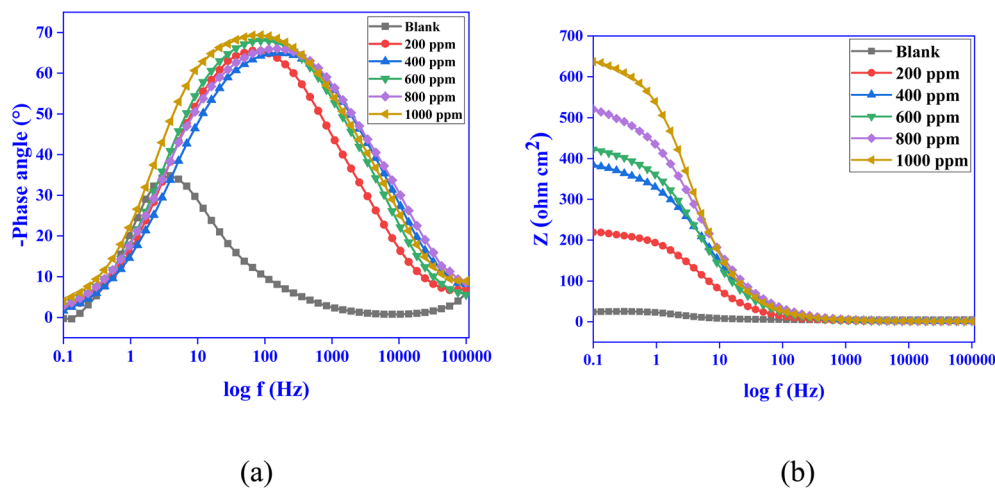 70
60
50
40
30
20
10
0
-Phase angle (°)
0.1 1 10 100 1000 10000 100000
log f (Hz)
Blank
200 ppm
400 ppm
600 ppm
800 ppm
1000 ppm
(a)
700
600
500
400
300
200
100
0
Z (ohm cm2)
0.1 1 10 100 1000 10000 100000
log f (Hz)
Blank
200 ppm
400 ppm
600 ppm
800 ppm
1000 ppm
(b)